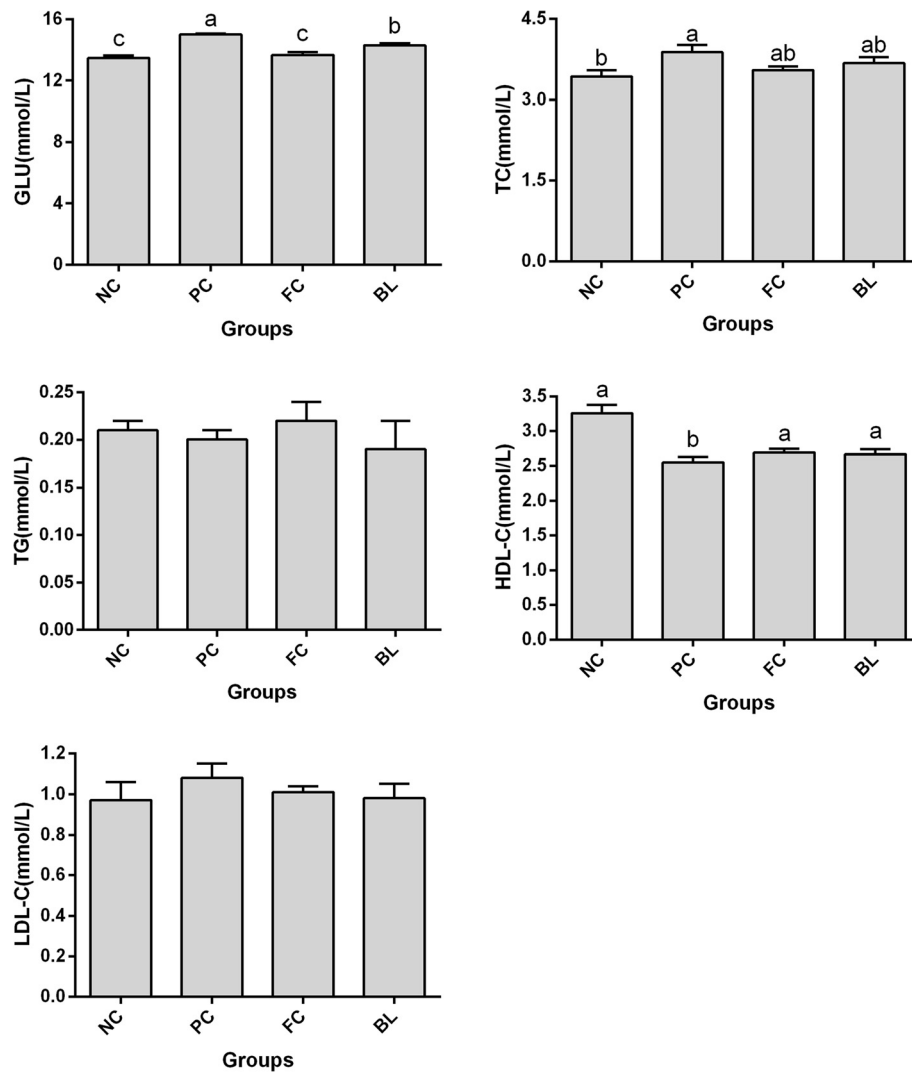 GLU(mmol/L)
16
12
8
4
0
c
a
c
b
NC
PC
FC
BL
Groups
TC(mmol/L)
4.5
3.0
1.5
0.0
b
a
ab
ab
NC
PC
FC
BL
Groups
TG(mmol/L)
0.25
0.20
0.15
0.10
0.05
0.00
NC
PC
FC
BL
Groups
HDL-C(mmol/L)
3.5
3.0
2.5
2.0
1.5
1.0
0.5
0.0
a
b
a
a
NC
PC
FC
BL
Groups
LDL-C(mmol/L)
1.2
1.0
0.8
0.6
0.4
0.2
0.0
NC
PC
FC
BL
Groups